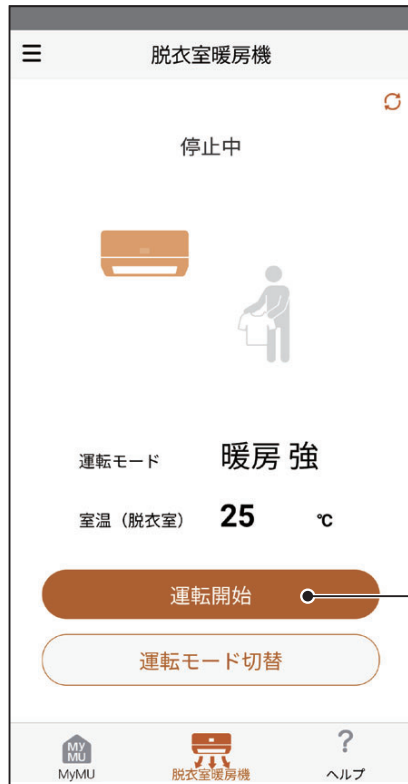 脱衣室暖房機
停止中
運転モード 暖房 強
室温（脱衣室） 25 ℃
運転開始
運転モード切替
MY
MU
MyMU
脱衣室暖房機
?
ヘルプ